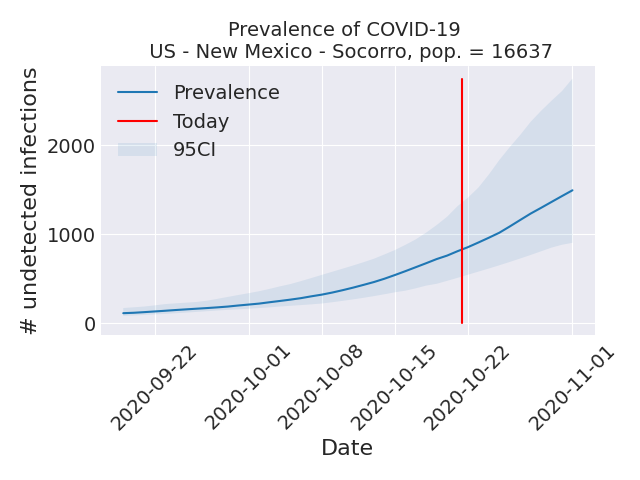 Prevalence of COVID-19
US - New Mexico - Socorro, pop. = 16637
# undetected infections
Prevalence
Today
95CI
2000
1000
0
2020-09-22
2020-10-01
2020-10-08
2020-10-15
2020-10-22
2020-11-01
Date